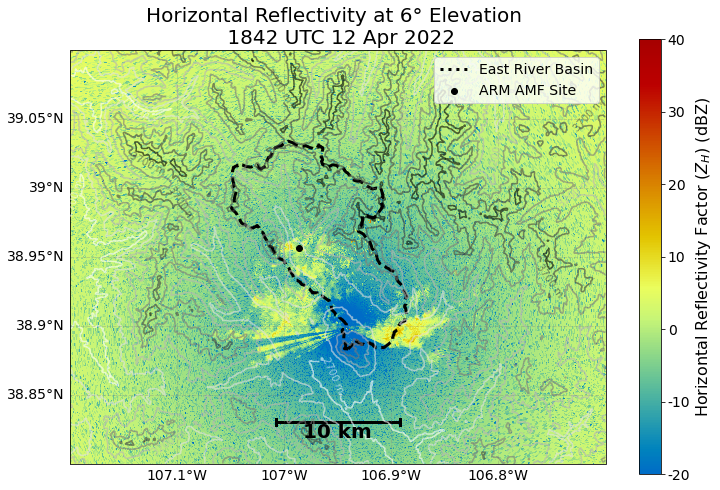 Horizontal Reflectivity at 6° Elevation
1842 UTC 12 Apr 2022
East River Basin
ARM AMF Site
39.05°N
39°N
38.95°N
38.9°N
38.85°N
10 km
107.1°W
107°W
106.9°W
106.8°W
40
30
20
10
0
-10
-20
Horizontal Reflectivity Factor (Z_H) (dBZ)